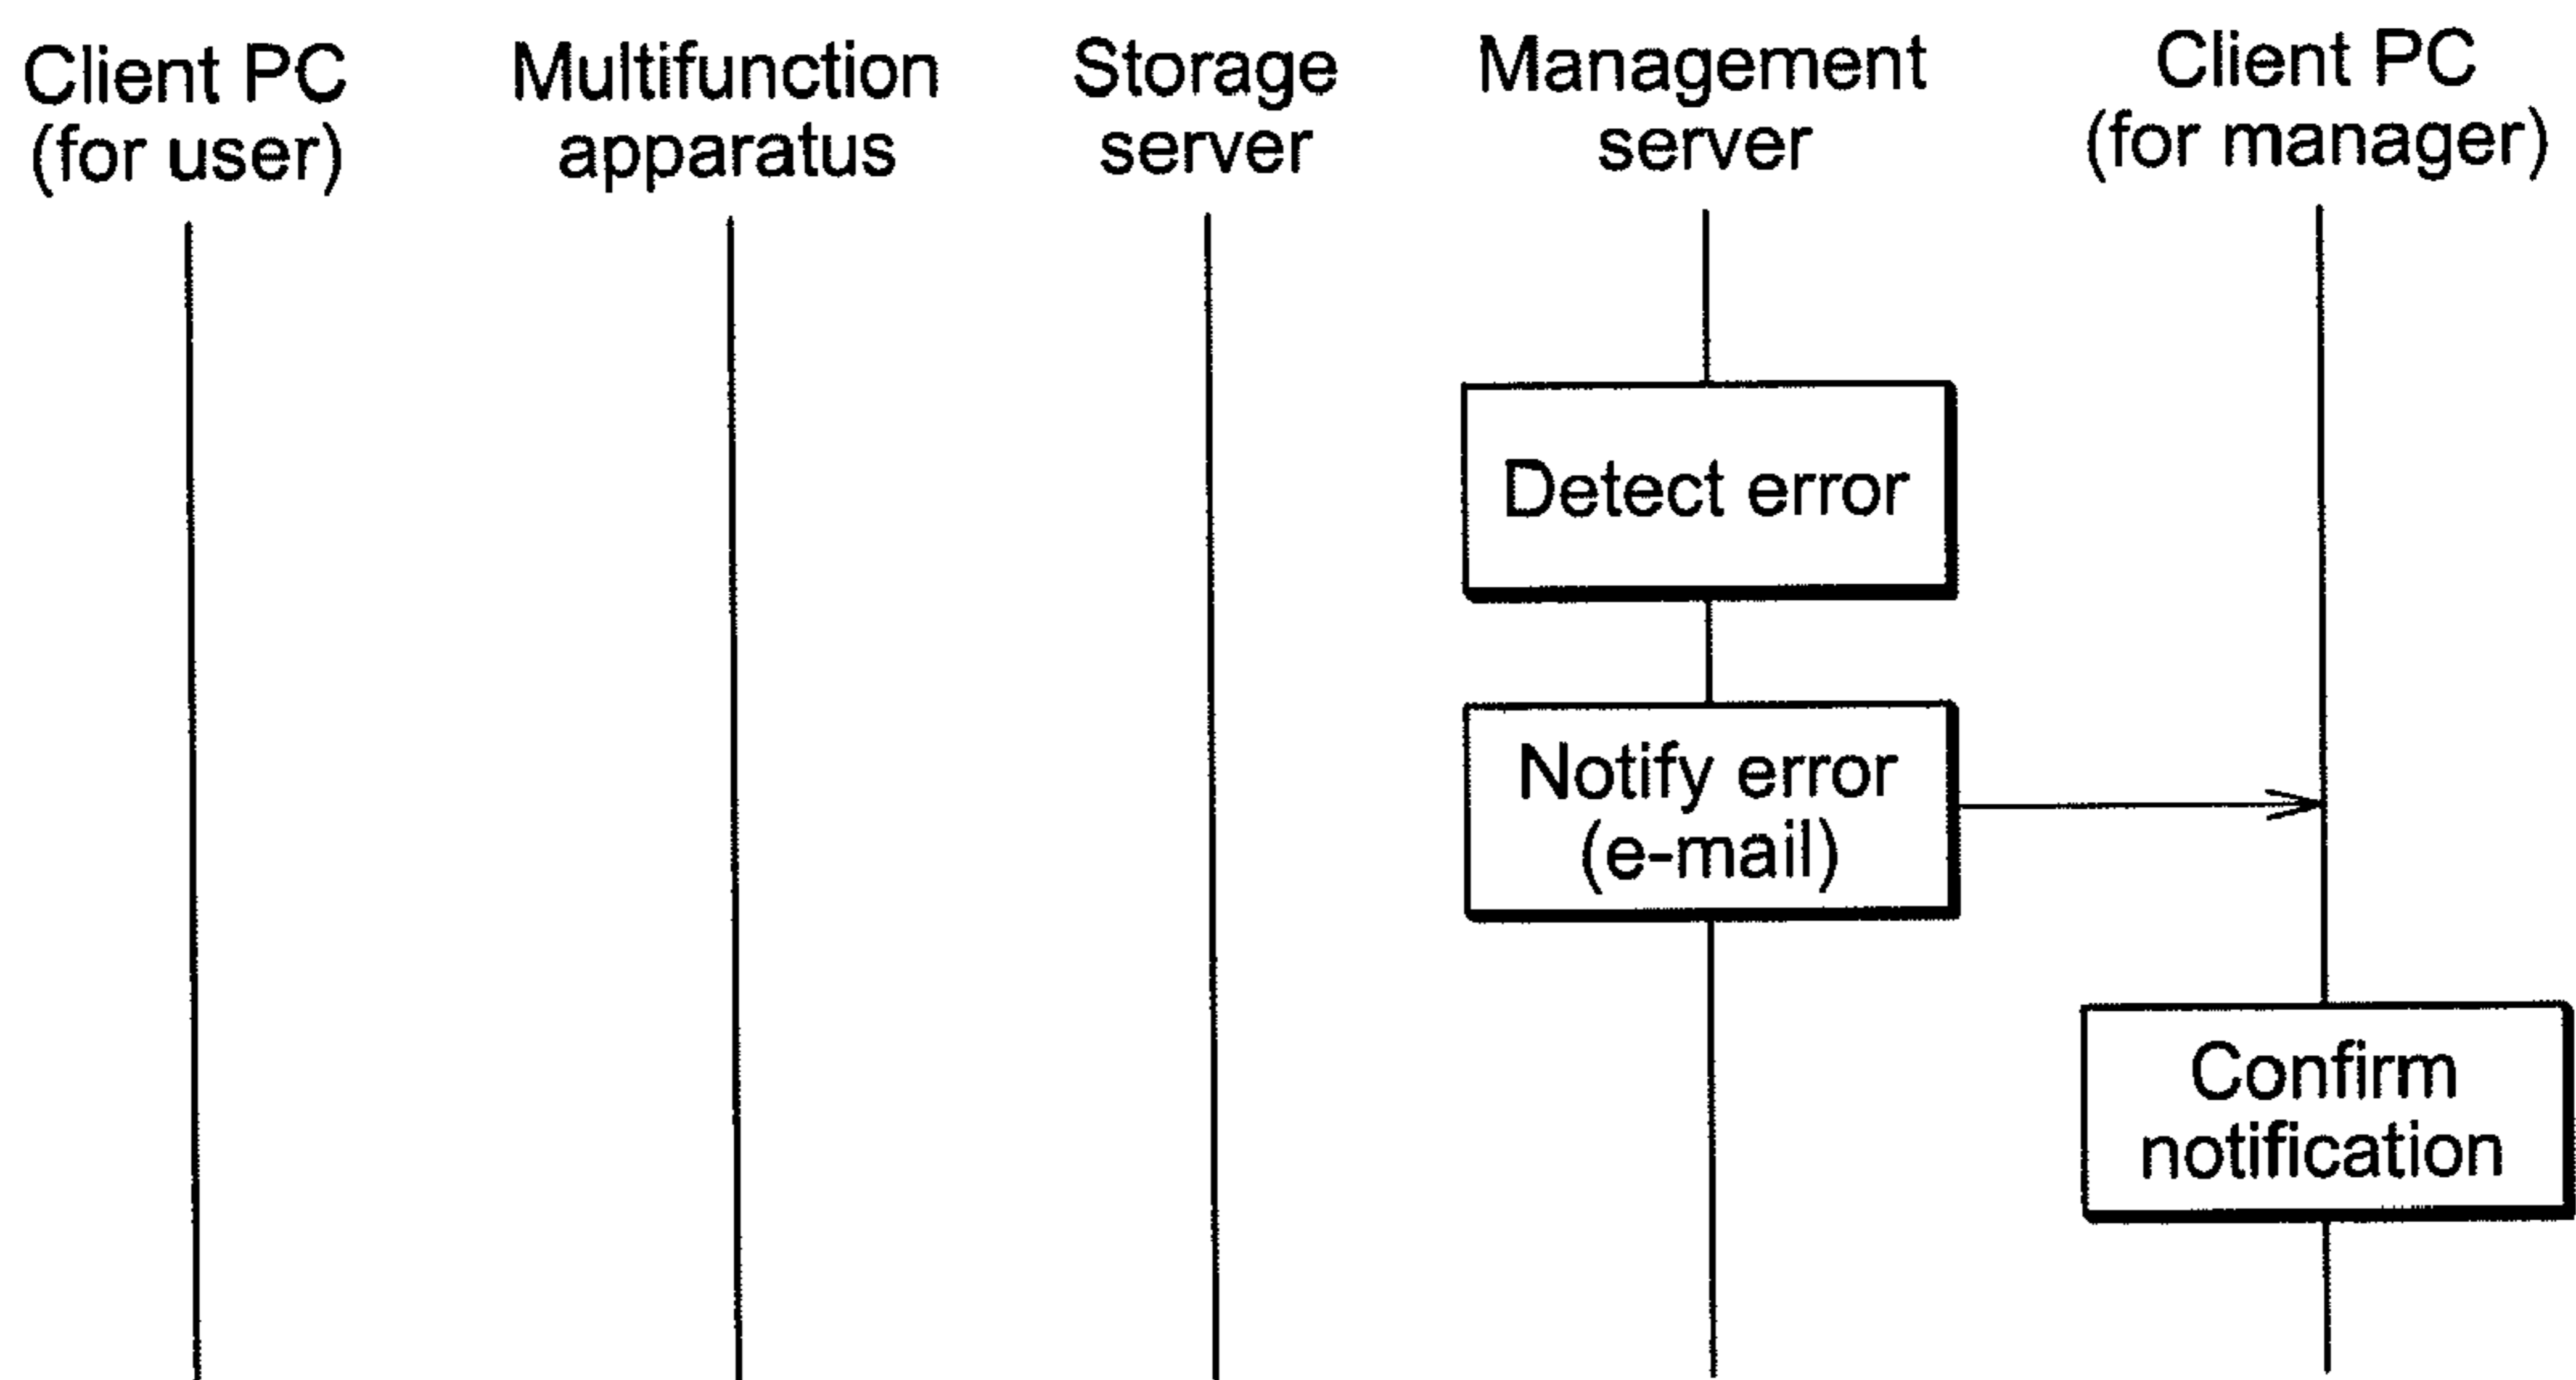 Client PC
(for user)
Multifunction
apparatus
Storage
server
Management
server
Client PC
(for manager)
Detect error
Notify error
(e-mail)
Confirm
notification